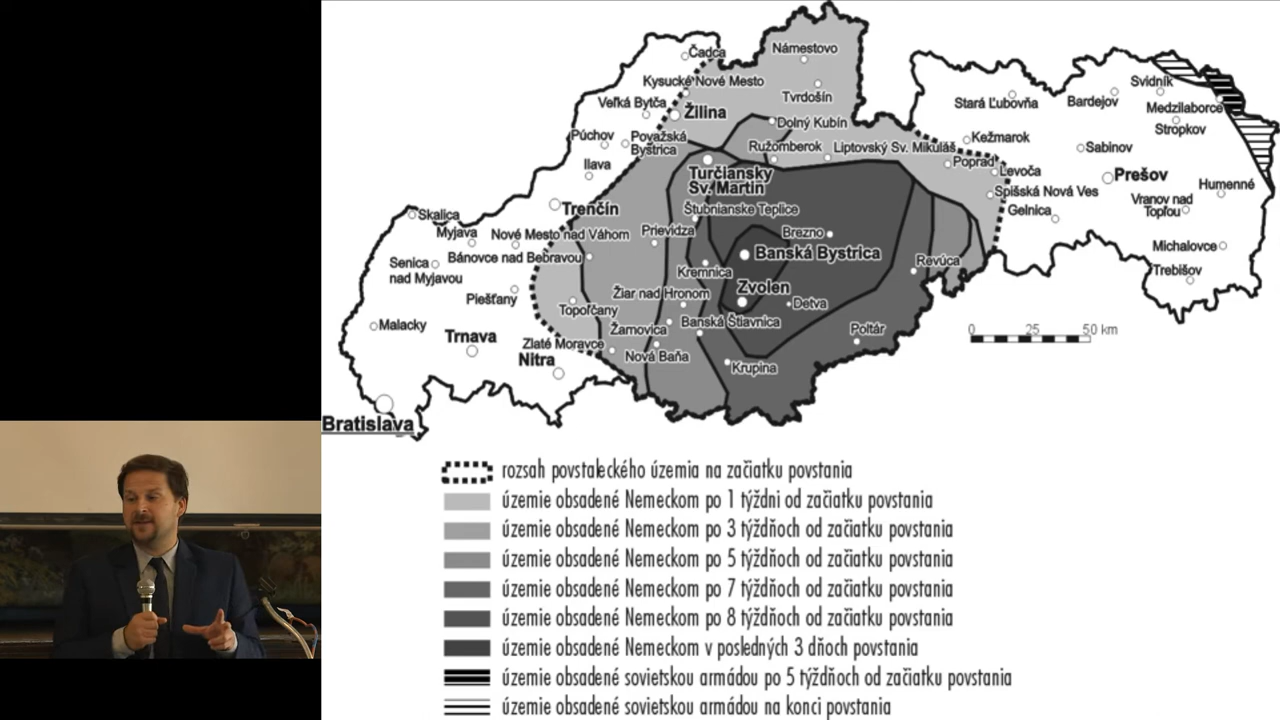 Čadca
Námestovo
Kysucké Nové Mesto
Tvrdošín
Veľká Bytča
Žilina
Dolný Kubín
Púchov
Považská
Bystrica
Ružomberok
Liptovský Sv. Mikuláš
Ilava
Turčiansky
Sv. Martin
Poprad
Kežmarok
Stará Ľubovňa
Bardejov
Svidník
Medzilaborce
Stropkov
Sabinov
Levoča
Prešov
Spišská Nová Ves
Gelnica
Humenné
Vranov nad
Topľou
Michalovce
Trebišov
Skalica
Trenčín
Štubnianske Teplice
Myjava
Nové Mesto nad Váhom
Prievidza
Brezno
Senica
nad Myjavou
Bánovce nad Bebravou
Banská Bystrica
Revúca
Kremnica
Piešťany
Žiar nad Hronom
Zvolen
Detva
Topoľčany
Malacky
Žarnovica
Banská Štiavnica
Poltár
Trnava
Zlaté Moravce
Nitra
Nová Baňa
Krupina
Bratislava
0 25 50 km
rozsah povstaleckého územia na začiatku povstania
územie obsadené Nemeckom po 1 týždni od začiatku povstania
územie obsadené Nemeckom po 3 týždňoch od začiatku povstania
územie obsadené Nemeckom po 5 týždňoch od začiatku povstania
územie obsadené Nemeckom po 7 týždňoch od začiatku povstania
územie obsadené Nemeckom po 8 týždňoch od začiatku povstania
územie obsadené Nemeckom v posledných 3 dňoch povstania
územie obsadené sovietskou armádou po 5 týždňoch od začiatku povstania
územie obsadené sovietskou armádou na konci povstania